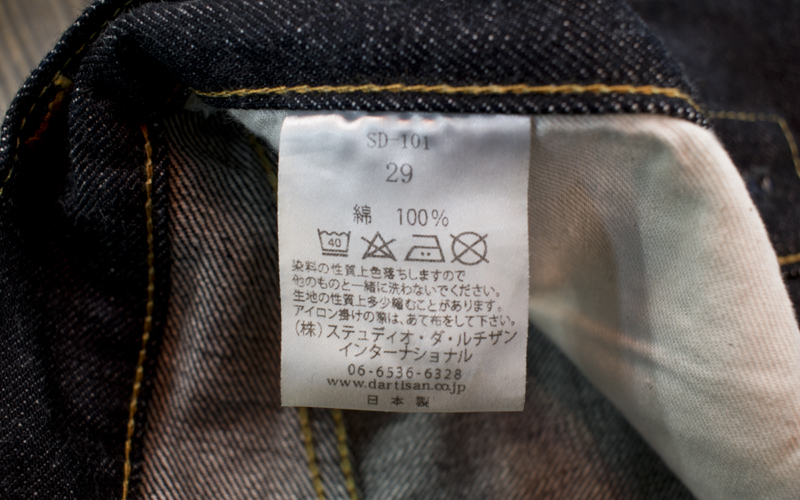 SD-101
29
綿 100%
40
染料の性質上色落ちしますので
他のものと一緒に洗わないでください。
生地の性質上多少縮むことがあります。
アイロン掛けの際は、あて布をして下さい。
(株)ステュディオ・ダ・ルチザン
インターナショナル
06-6536-6328
www.dartisan.co.jp
日本製